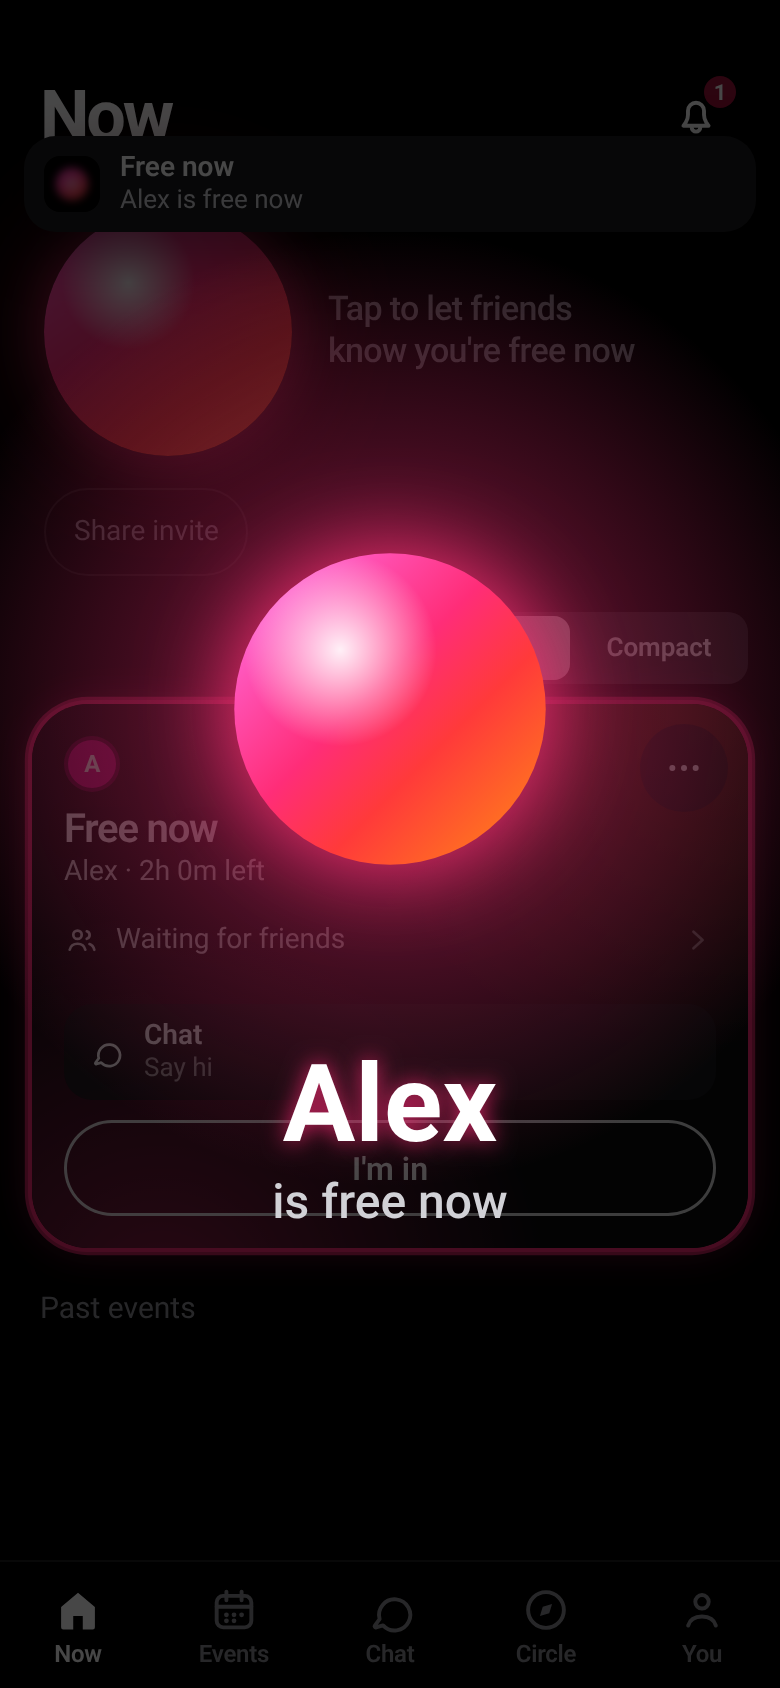 Now
1
Free now
Alex is free now
Tap to let friends
know you're free now
Share invite
Compact
A
Free now
Alex · 2h 0m left
Waiting for friends
Chat
Say hi
Alex
I'm in
is free now
Past events
Now
Events
Chat
Circle
You